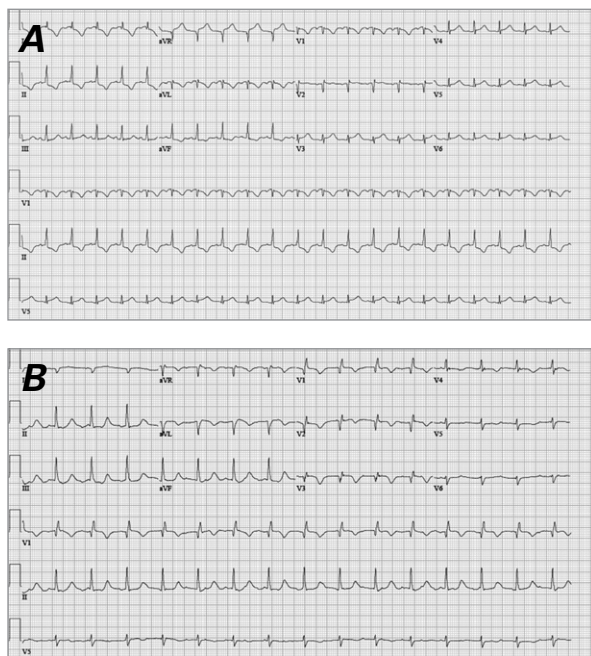 A
aVR V1 V4
II aVL V2 V5
III aVF V3 V6
V1
II
V5
B
aVR V1 V4
II aVL V2 V5
III aVF V3 V6
V1
II
V5